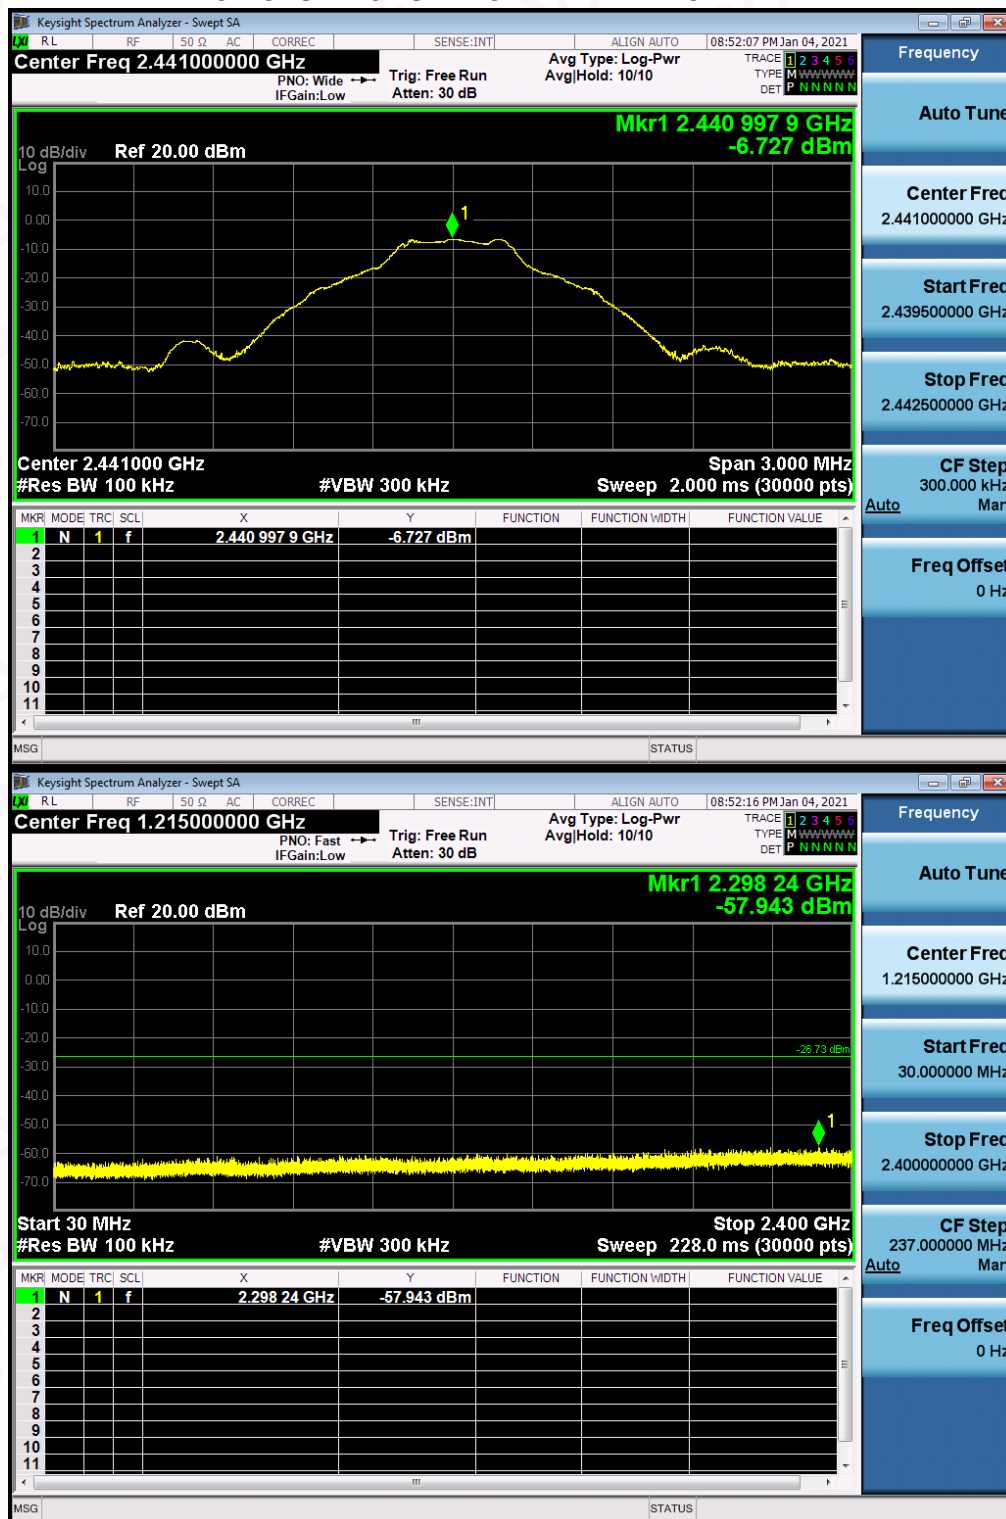 Keysight Spectrum Analyzer - Swept SA
LXI RL RF 50 Ω AC CORREC SENSE:INT ALIGN AUTO 08:52:07 PM Jan 04, 2021
Center Freq 2.441000000 GHz
PNO: Wide
IFGain:Low
Trig: Free Run
Atten: 30 dB
Avg Type: Log-Pwr
Avg|Hold: 10/10
TRACE 1 2 3 4 5 6
TYPE M WWWWW
DET P N N N N N
Mkr1 2.440 997 9 GHz
-6.727 dBm
10 dB/div Ref 20.00 dBm
Log
10.0
0.00
-10.0
-20.0
-30.0
-40.0
-50.0
-60.0
-70.0
1
Center 2.441000 GHz Span 3.000 MHz
#Res BW 100 kHz #VBW 300 kHz Sweep 2.000 ms (30000 pts)
MKR MODE TRC SCL X Y FUNCTION FUNCTION WIDTH FUNCTION VALUE
1 N 1 f 2.440 997 9 GHz -6.727 dBm
2
3
4
5
6
7
8
9
10
11
MSG STATUS
Frequency
Auto Tune
Center Freq
2.441000000 GHz
Start Freq
2.439500000 GHz
Stop Freq
2.442500000 GHz
CF Step
300.000 kHz
Auto Man
Freq Offset
0 Hz
Keysight Spectrum Analyzer - Swept SA
LXI RL RF 50 Ω AC CORREC SENSE:INT ALIGN AUTO 08:52:16 PM Jan 04, 2021
Center Freq 1.215000000 GHz
PNO: Fast
IFGain:Low
Trig: Free Run
Atten: 30 dB
Avg Type: Log-Pwr
Avg|Hold: 10/10
TRACE 1 2 3 4 5 6
TYPE M WWWWW
DET P N N N N N
Mkr1 2.298 24 GHz
-57.943 dBm
10 dB/div Ref 20.00 dBm
Log
10.0
0.00
-10.0
-20.0
-30.0
-40.0
-50.0
-60.0
-70.0
-26.73 dBm
1
Start 30 MHz Stop 2.400 GHz
#Res BW 100 kHz #VBW 300 kHz Sweep 228.0 ms (30000 pts)
MKR MODE TRC SCL X Y FUNCTION FUNCTION WIDTH FUNCTION VALUE
1 N 1 f 2.298 24 GHz -57.943 dBm
2
3
4
5
6
7
8
9
10
11
MSG STATUS
Frequency
Auto Tune
Center Freq
1.215000000 GHz
Start Freq
30.000000 MHz
Stop Freq
2.400000000 GHz
CF Step
237.000000 MHz
Auto Man
Freq Offset
0 Hz